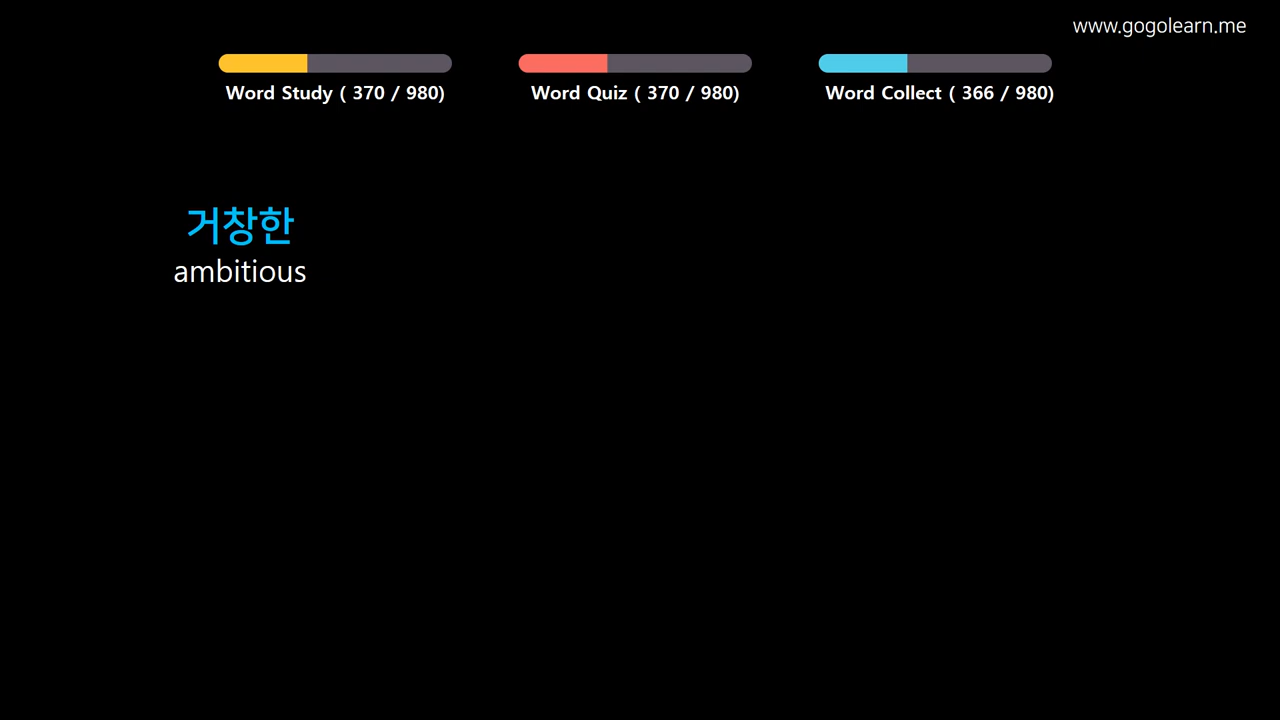 www.gogolearn.me
Word Study ( 370 / 980)
Word Quiz ( 370 / 980)
Word Collect ( 366 / 980)
거창한
ambitious